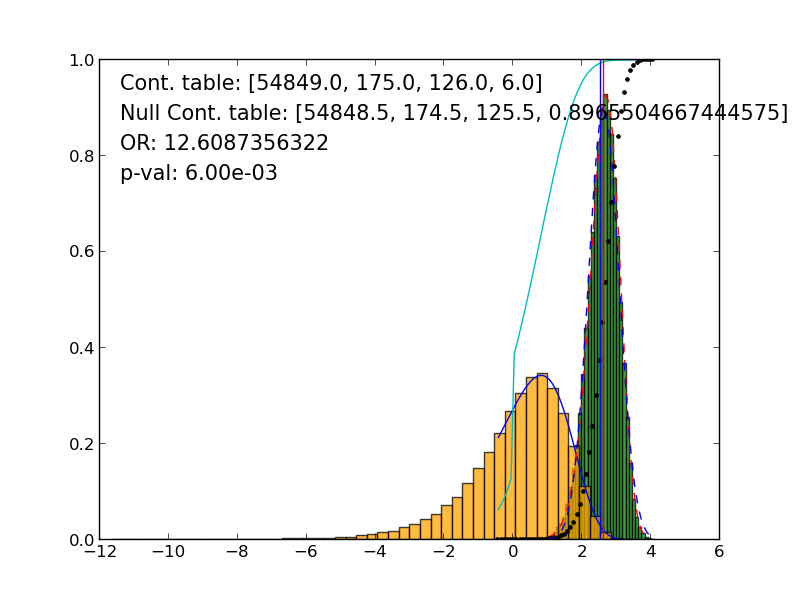 Cont. table: [54849.0, 175.0, 126.0, 6.0]
Null Cont. table: [54848.5, 174.5, 125.5, 0.8965504667444575]
OR: 12.6087356322
p-val: 6.00e-03
1.0
0.8
0.6
0.4
0.2
0.0
−12 −10 −8 −6 −4 −2 0 2 4 6